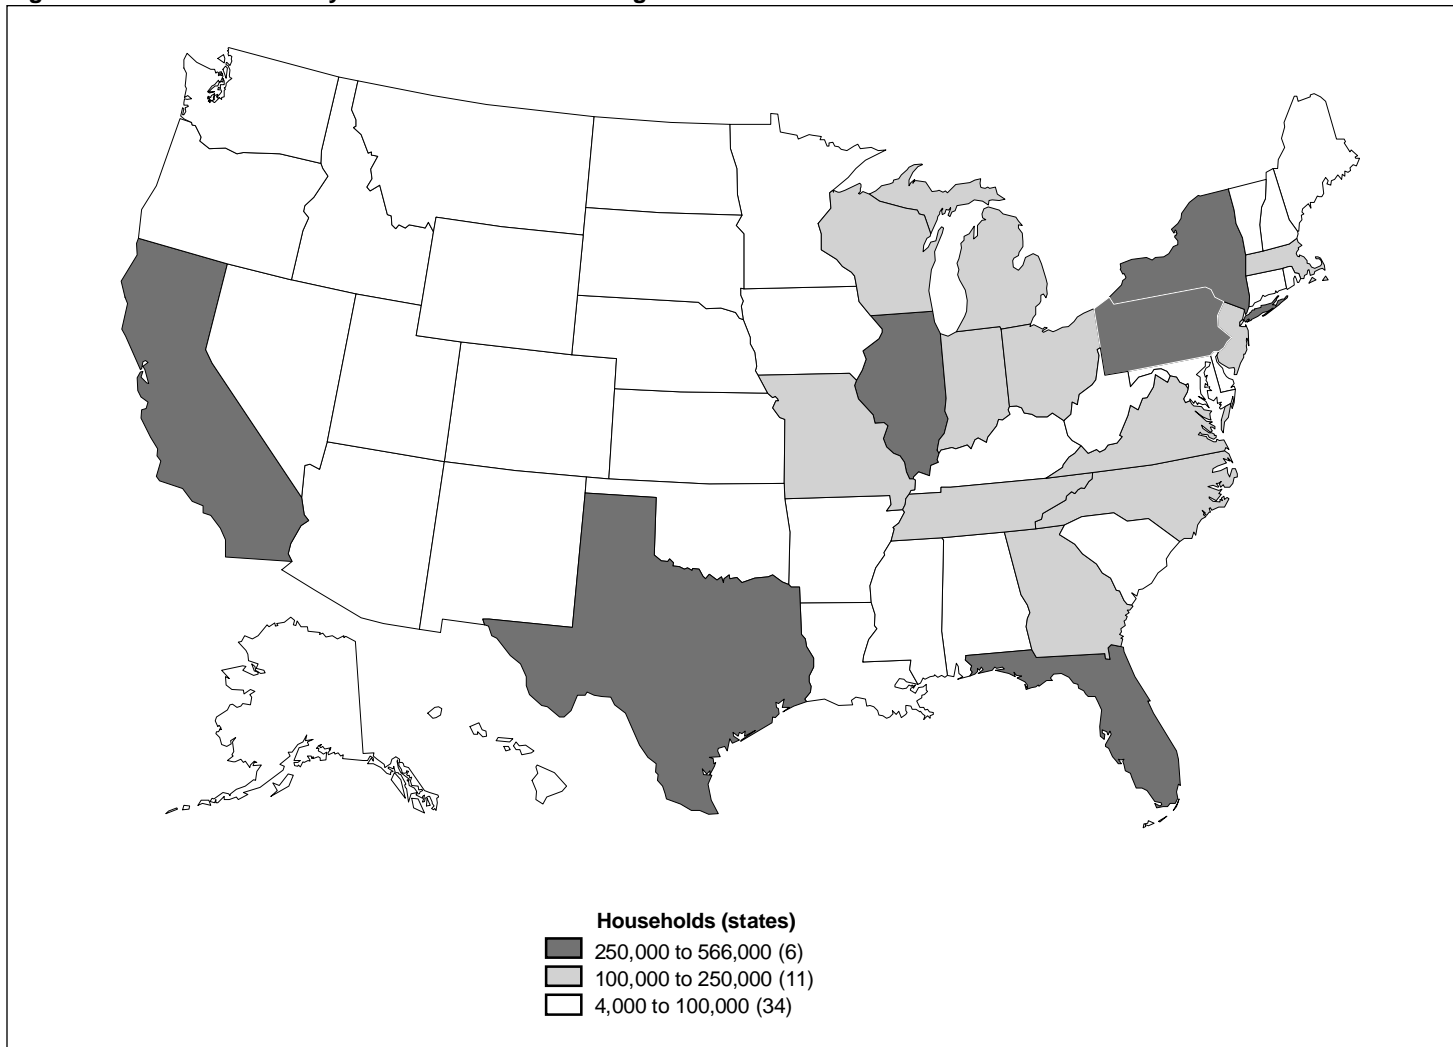 Households (states)
250,000 to 566,000 (6)
100,000 to 250,000 (11)
4,000 to 100,000 (34)